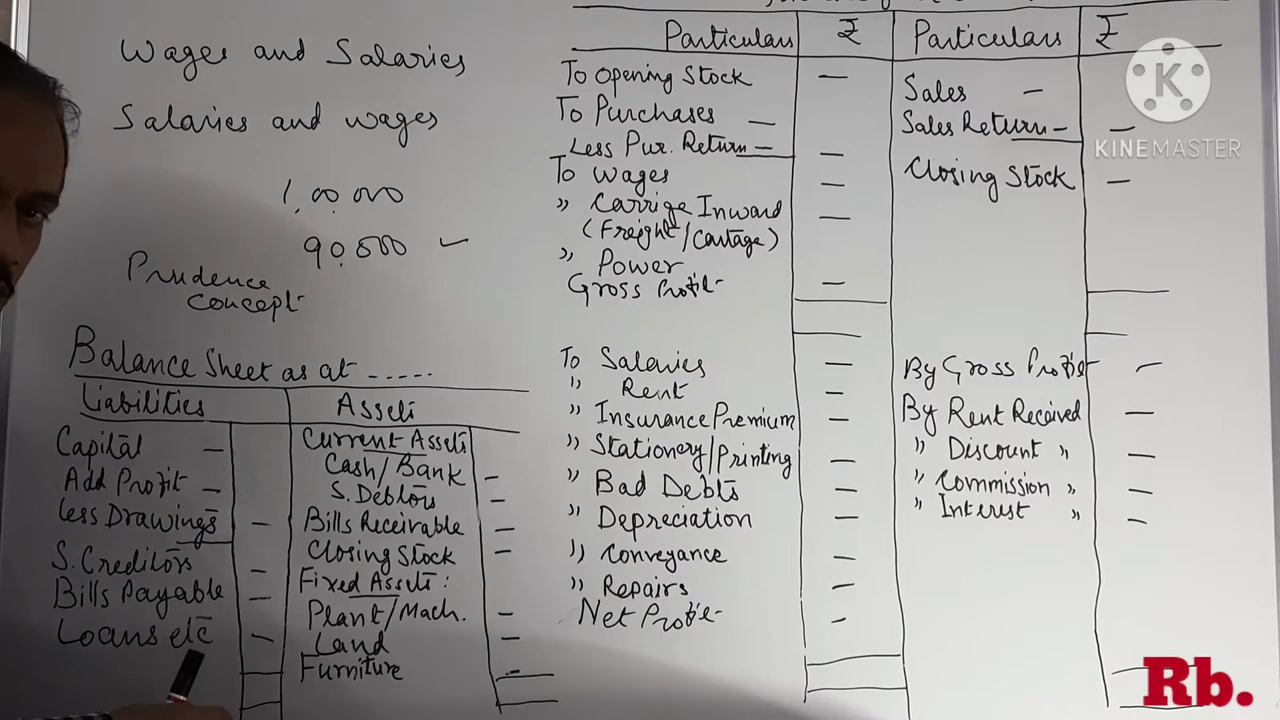 Wages and Salaries
Salaries and wages
1,00,000
90,000
Prudence
concept
Balance Sheet as at .....
Liabilities Assets
Capital
Add Profit
Less Drawings
S. Creditors
Bills Payable
Loans etc
Current Assets
Cash/Bank
S. Debtors
Bills Receivable
Closing Stock
Fixed Assets:
Plant/Mach.
Land
Furniture
Particulars ₹ Particulars ₹
To Opening Stock
To Purchases
Less Pur. Return
To Wages
" Carrige Inward
(Freight/Cartage)
" Power
Gross Profit
Sales
Sales Return
Closing Stock
To Salaries
" Rent
" Insurance Premium
" Stationery/Printing
" Bad Debts
" Depreciation
" Conveyance
" Repairs
Net Profit
By Gross Profit
By Rent Received
" Discount "
" Commission "
" Interest "
K
KINEMASTER
Rb.